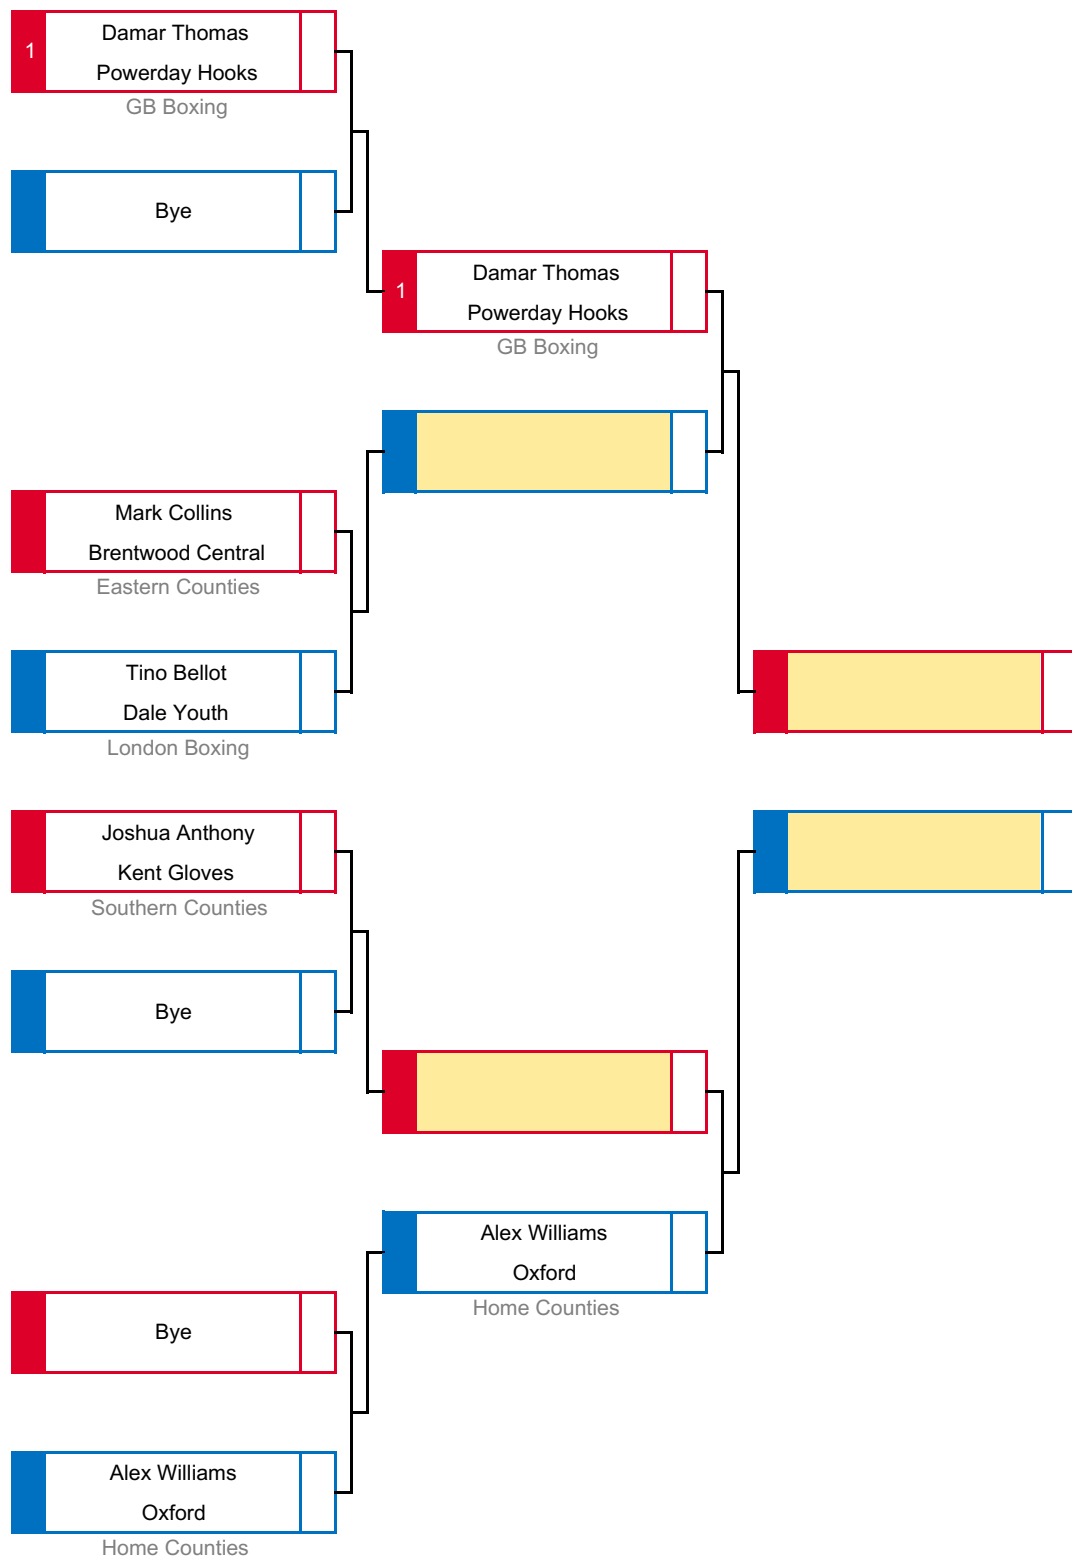 1
Damar Thomas
Powerday Hooks
GB Boxing
Bye
1
Damar Thomas
Powerday Hooks
GB Boxing
Mark Collins
Brentwood Central
Eastern Counties
Tino Bellot
Dale Youth
London Boxing
Joshua Anthony
Kent Gloves
Southern Counties
Bye
Alex Williams
Oxford
Home Counties
Bye
Alex Williams
Oxford
Home Counties